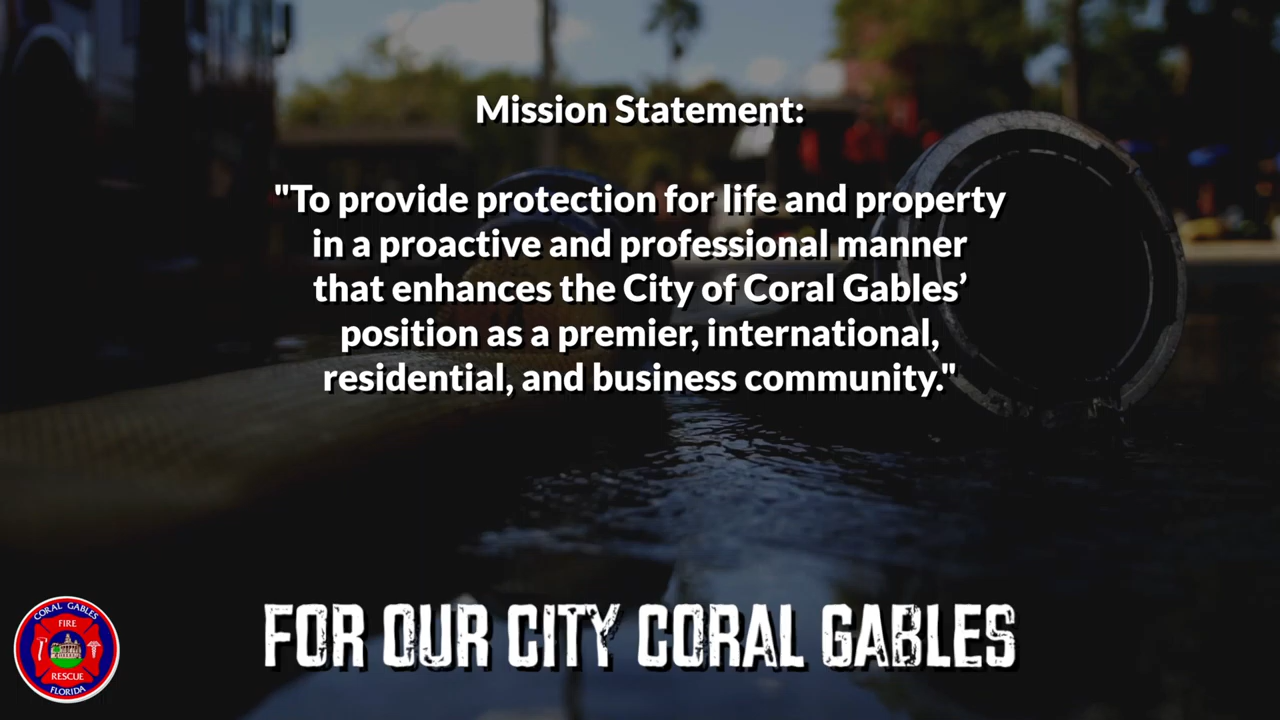 Mission Statement:
"To provide protection for life and property
in a proactive and professional manner
that enhances the City of Coral Gables’
position as a premier, international,
residential, and business community."
FOR OUR CITY CORAL GABLES
CORAL GABLES
FIRE
RESCUE
FLORIDA